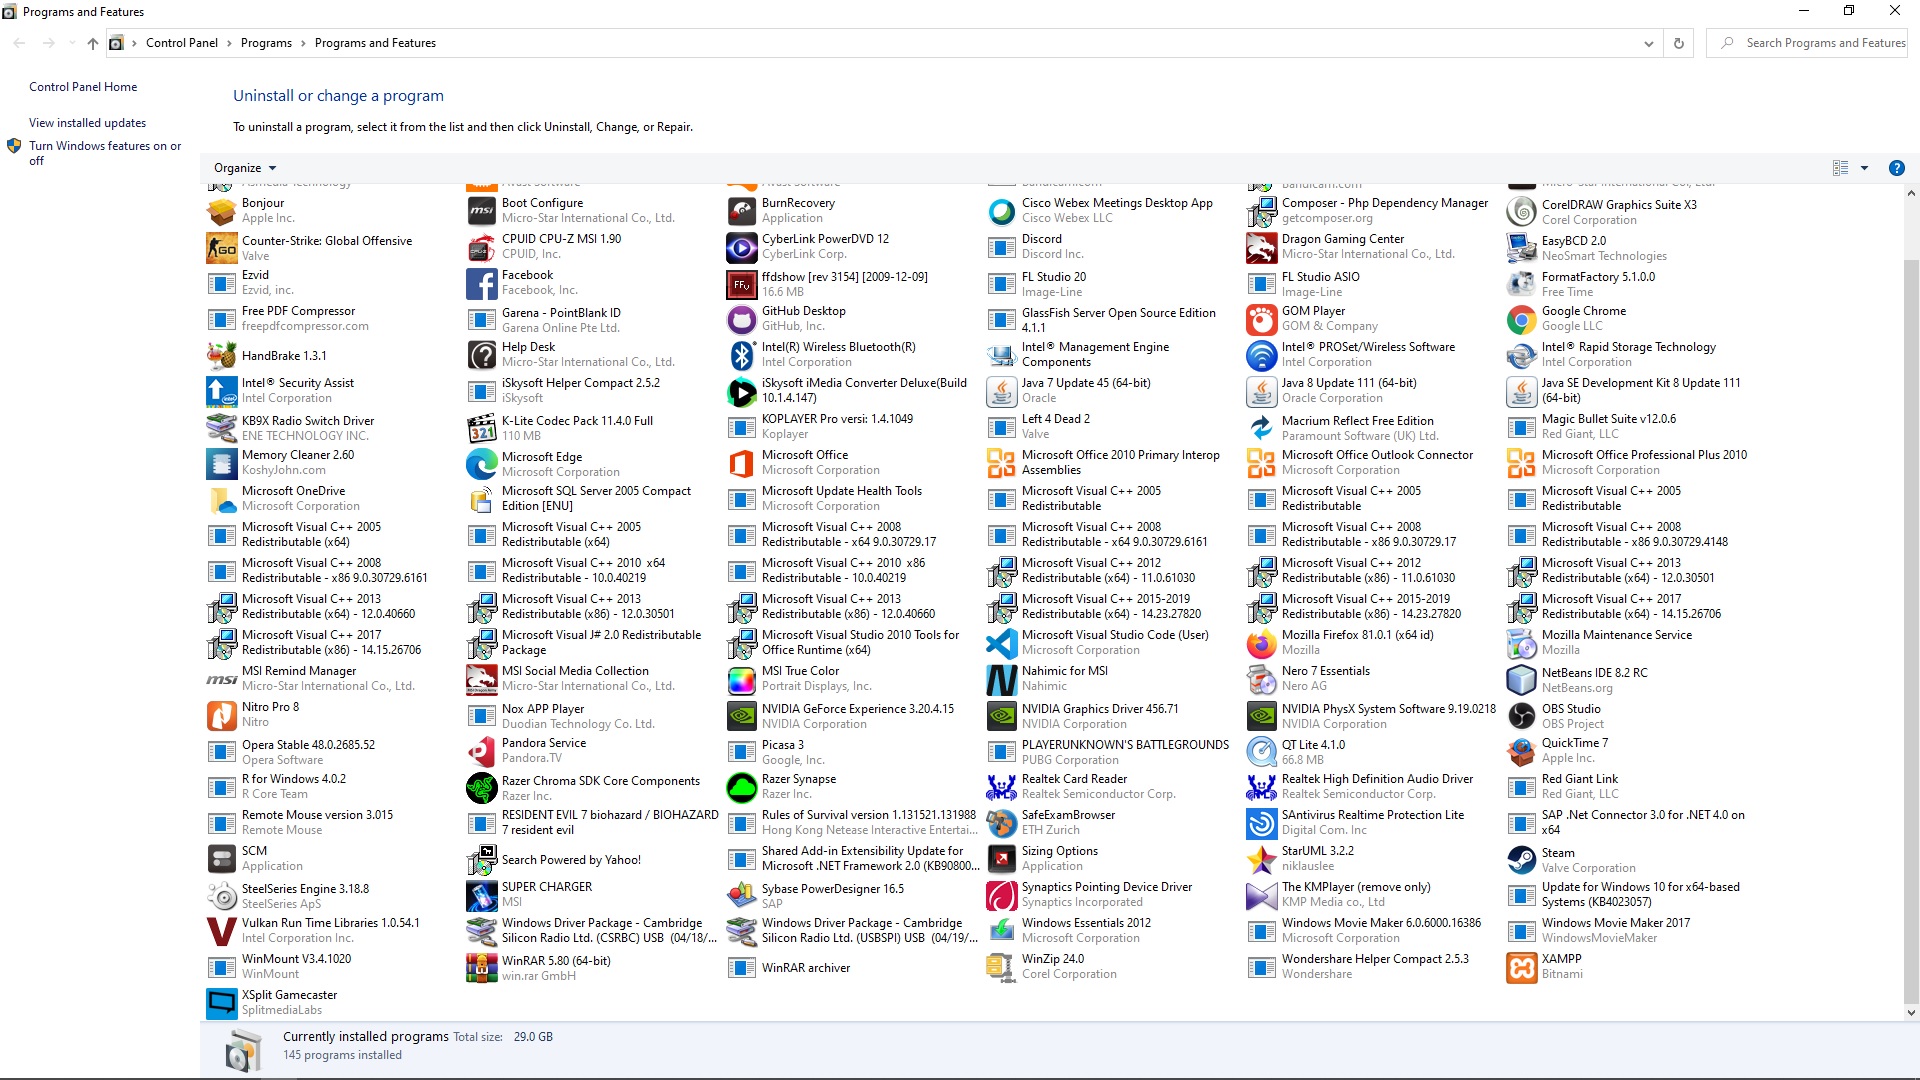 Programs and Features
Control Panel > Programs > Programs and Features
Search Programs and Features
Control Panel Home
View installed updates
Turn Windows features on or
off
Uninstall or change a program
To uninstall a program, select it from the list and then click Uninstall, Change, or Repair.
Organize
Asmedia Technology
Avast Software
Avast Software
Bandicam.com
Bandicam.com
Micro-Star International Co., Ltd.
Bonjour
Apple Inc.
Boot Configure
Micro-Star International Co., Ltd.
BurnRecovery
Application
Cisco Webex Meetings Desktop App
Cisco Webex LLC
Composer - Php Dependency Manager
getcomposer.org
CorelDRAW Graphics Suite X3
Corel Corporation
Counter-Strike: Global Offensive
Valve
CPUID CPU-Z MSI 1.90
CPUID, Inc.
CyberLink PowerDVD 12
CyberLink Corp.
Discord
Discord Inc.
Dragon Gaming Center
Micro-Star International Co., Ltd.
EasyBCD 2.0
NeoSmart Technologies
Ezvid
Ezvid, inc.
Facebook
Facebook, Inc.
ffdshow [rev 3154] [2009-12-09]
16.6 MB
FL Studio 20
Image-Line
FL Studio ASIO
Image-Line
FormatFactory 5.1.0.0
Free Time
Free PDF Compressor
freepdfcompressor.com
Garena - PointBlank ID
Garena Online Pte Ltd.
GitHub Desktop
GitHub, Inc.
GlassFish Server Open Source Edition
4.1.1
GOM Player
GOM & Company
Google Chrome
Google LLC
HandBrake 1.3.1
Help Desk
Micro-Star International Co., Ltd.
Intel(R) Wireless Bluetooth(R)
Intel Corporation
Intel® Management Engine
Components
Intel® PROSet/Wireless Software
Intel Corporation
Intel® Rapid Storage Technology
Intel Corporation
Intel® Security Assist
Intel Corporation
iSkysoft Helper Compact 2.5.2
iSkysoft
iSkysoft iMedia Converter Deluxe(Build
10.1.4.147)
Java 7 Update 45 (64-bit)
Oracle
Java 8 Update 111 (64-bit)
Oracle Corporation
Java SE Development Kit 8 Update 111
(64-bit)
KB9X Radio Switch Driver
ENE TECHNOLOGY INC.
K-Lite Codec Pack 11.4.0 Full
110 MB
KOPLAYER Pro versi: 1.4.1049
Koplayer
Left 4 Dead 2
Valve
Macrium Reflect Free Edition
Paramount Software (UK) Ltd.
Magic Bullet Suite v12.0.6
Red Giant, LLC
Memory Cleaner 2.60
KoshyJohn.com
Microsoft Edge
Microsoft Corporation
Microsoft Office
Microsoft Corporation
Microsoft Office 2010 Primary Interop
Assemblies
Microsoft Office Outlook Connector
Microsoft Corporation
Microsoft Office Professional Plus 2010
Microsoft Corporation
Microsoft OneDrive
Microsoft Corporation
Microsoft SQL Server 2005 Compact
Edition [ENU]
Microsoft Update Health Tools
Microsoft Corporation
Microsoft Visual C++ 2005
Redistributable
Microsoft Visual C++ 2005
Redistributable
Microsoft Visual C++ 2005
Redistributable
Microsoft Visual C++ 2005
Redistributable (x64)
Microsoft Visual C++ 2005
Redistributable (x64)
Microsoft Visual C++ 2008
Redistributable - x64 9.0.30729.17
Microsoft Visual C++ 2008
Redistributable - x64 9.0.30729.6161
Microsoft Visual C++ 2008
Redistributable - x86 9.0.30729.17
Microsoft Visual C++ 2008
Redistributable - x86 9.0.30729.4148
Microsoft Visual C++ 2008
Redistributable - x86 9.0.30729.6161
Microsoft Visual C++ 2010 x64
Redistributable - 10.0.40219
Microsoft Visual C++ 2010 x86
Redistributable - 10.0.40219
Microsoft Visual C++ 2012
Redistributable (x64) - 11.0.61030
Microsoft Visual C++ 2012
Redistributable (x86) - 11.0.61030
Microsoft Visual C++ 2013
Redistributable (x64) - 12.0.30501
Microsoft Visual C++ 2013
Redistributable (x64) - 12.0.40660
Microsoft Visual C++ 2013
Redistributable (x86) - 12.0.30501
Microsoft Visual C++ 2013
Redistributable (x86) - 12.0.40660
Microsoft Visual C++ 2015-2019
Redistributable (x64) - 14.23.27820
Microsoft Visual C++ 2015-2019
Redistributable (x86) - 14.23.27820
Microsoft Visual C++ 2017
Redistributable (x64) - 14.15.26706
Microsoft Visual C++ 2017
Redistributable (x86) - 14.15.26706
Microsoft Visual J# 2.0 Redistributable
Package
Microsoft Visual Studio 2010 Tools for
Office Runtime (x64)
Microsoft Visual Studio Code (User)
Microsoft Corporation
Mozilla Firefox 81.0.1 (x64 id)
Mozilla
Mozilla Maintenance Service
Mozilla
MSI Remind Manager
Micro-Star International Co., Ltd.
MSI Social Media Collection
Micro-Star International Co., Ltd.
MSI True Color
Portrait Displays, Inc.
Nahimic for MSI
Nahimic
Nero 7 Essentials
Nero AG
NetBeans IDE 8.2 RC
NetBeans.org
Nitro Pro 8
Nitro
Nox APP Player
Duodian Technology Co. Ltd.
NVIDIA GeForce Experience 3.20.4.15
NVIDIA Corporation
NVIDIA Graphics Driver 456.71
NVIDIA Corporation
NVIDIA PhysX System Software 9.19.0218
NVIDIA Corporation
OBS Studio
OBS Project
Opera Stable 48.0.2685.52
Opera Software
Pandora Service
Pandora.TV
Picasa 3
Google, Inc.
PLAYERUNKNOWN'S BATTLEGROUNDS
PUBG Corporation
QT Lite 4.1.0
66.8 MB
QuickTime 7
Apple Inc.
R for Windows 4.0.2
R Core Team
Razer Chroma SDK Core Components
Razer Inc.
Razer Synapse
Razer Inc.
Realtek Card Reader
Realtek Semiconductor Corp.
Realtek High Definition Audio Driver
Realtek Semiconductor Corp.
Red Giant Link
Red Giant, LLC
Remote Mouse version 3.015
Remote Mouse
RESIDENT EVIL 7 biohazard / BIOHAZARD
7 resident evil
Rules of Survival version 1.131521.131988
Hong Kong Netease Interactive Entertai...
SafeExamBrowser
ETH Zurich
SAntivirus Realtime Protection Lite
Digital Com. Inc
SAP .Net Connector 3.0 for .NET 4.0 on
x64
SCM
Application
Search Powered by Yahoo!
Shared Add-in Extensibility Update for
Microsoft .NET Framework 2.0 (KB90800...
Sizing Options
Application
StarUML 3.2.2
niklauslee
Steam
Valve Corporation
SteelSeries Engine 3.18.8
SteelSeries ApS
SUPER CHARGER
MSI
Sybase PowerDesigner 16.5
SAP
Synaptics Pointing Device Driver
Synaptics Incorporated
The KMPlayer (remove only)
KMP Media co., Ltd
Update for Windows 10 for x64-based
Systems (KB4023057)
Vulkan Run Time Libraries 1.0.54.1
Intel Corporation Inc.
Windows Driver Package - Cambridge
Silicon Radio Ltd. (CSRBC) USB (04/18/...
Windows Driver Package - Cambridge
Silicon Radio Ltd. (USBSPI) USB (04/19/...
Windows Essentials 2012
Microsoft Corporation
Windows Movie Maker 6.0.6000.16386
Microsoft Corporation
Windows Movie Maker 2017
WindowsMovieMaker
WinMount V3.4.1020
WinMount
WinRAR 5.80 (64-bit)
win.rar GmbH
WinRAR archiver
WinZip 24.0
Corel Corporation
Wondershare Helper Compact 2.5.3
Wondershare
XAMPP
Bitnami
XSplit Gamecaster
SplitmediaLabs
Currently installed programs Total size: 29.0 GB
145 programs installed